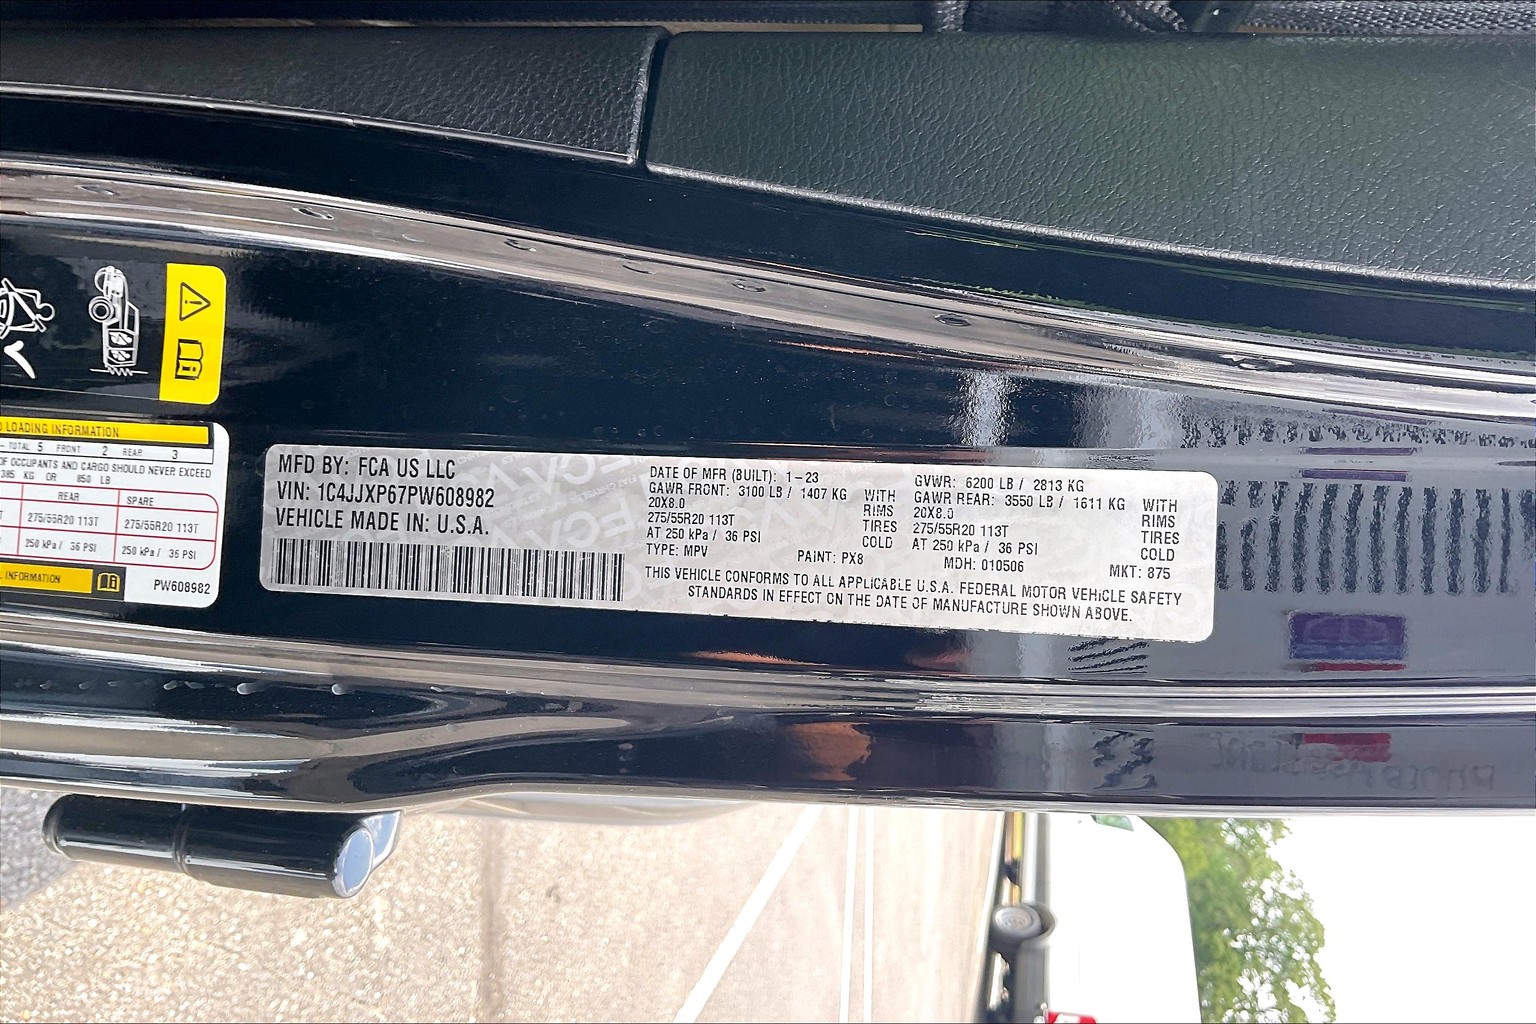 LOADING INFORMATION
TOTAL 5 FRONT 2 REAR 3
OF OCCUPANTS AND CARGO SHOULD NEVER EXCEED
385 KG OR 850 LB
REAR SPARE
275/55R20 113T 275/55R20 113T
250 kPa / 36 PSI 250 kPa / 36 PSI
INFORMATION
PW608982
MFD BY: FCA US LLC
VIN: 1C4JJXP67PW608982
VEHICLE MADE IN: U.S.A.
DATE OF MFR (BUILT): 1-23 GVWR: 6200 LB / 2813 KG
GAWR FRONT: 3100 LB / 1407 KG WITH GAWR REAR: 3550 LB / 1611 KG WITH
20X8.0 RIMS 20X8.0 RIMS
275/55R20 113T TIRES 275/55R20 113T TIRES
AT 250 kPa / 36 PSI COLD AT 250 kPa / 36 PSI COLD
TYPE: MPV PAINT: PX8 MDH: 010506 MKT: 875
THIS VEHICLE CONFORMS TO ALL APPLICABLE U.S.A. FEDERAL MOTOR VEHICLE SAFETY
STANDARDS IN EFFECT ON THE DATE OF MANUFACTURE SHOWN ABOVE.